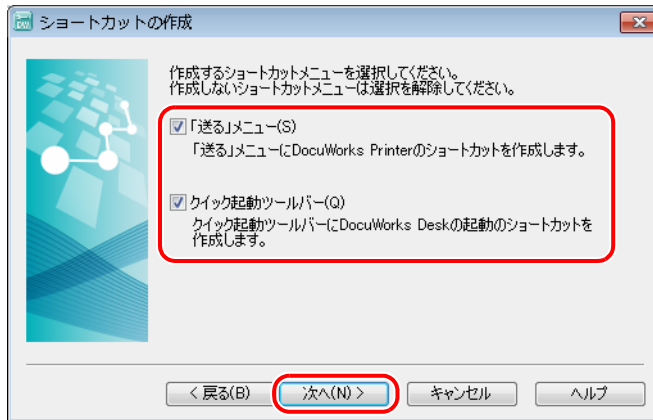 ショートカットの作成
作成するショートカットメニューを選択してください。
作成しないショートカットメニューは選択を解除してください。
「送る」メニュー(S)
「送る」メニューにDocuWorks Printerのショートカットを作成します。
クイック起動ツールバー(Q)
クイック起動ツールバーにDocuWorks Deskの起動のショートカットを
作成します。
< 戻る(B) 次へ(N) > キャンセル ヘルプ